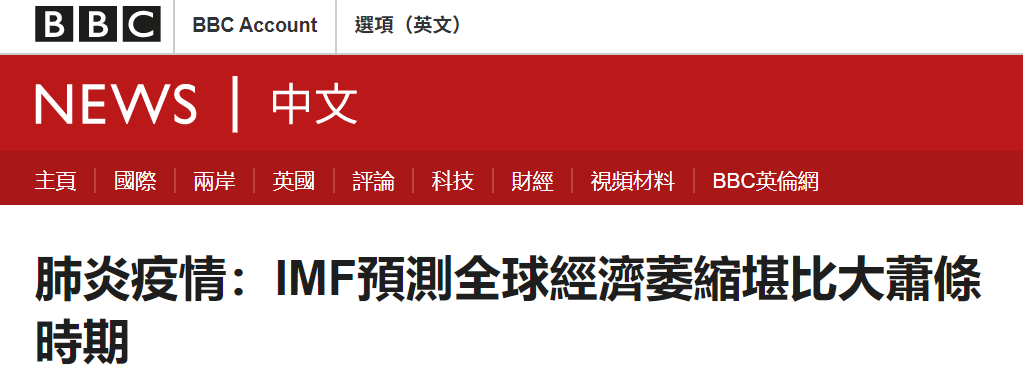 BBC BBC Account 選項（英文）
NEWS | 中文
主頁 國際 兩岸 英國 評論 科技 財經 視頻材料 BBC英倫網
肺炎疫情：IMF預測全球經濟萎縮堪比大蕭條
時期